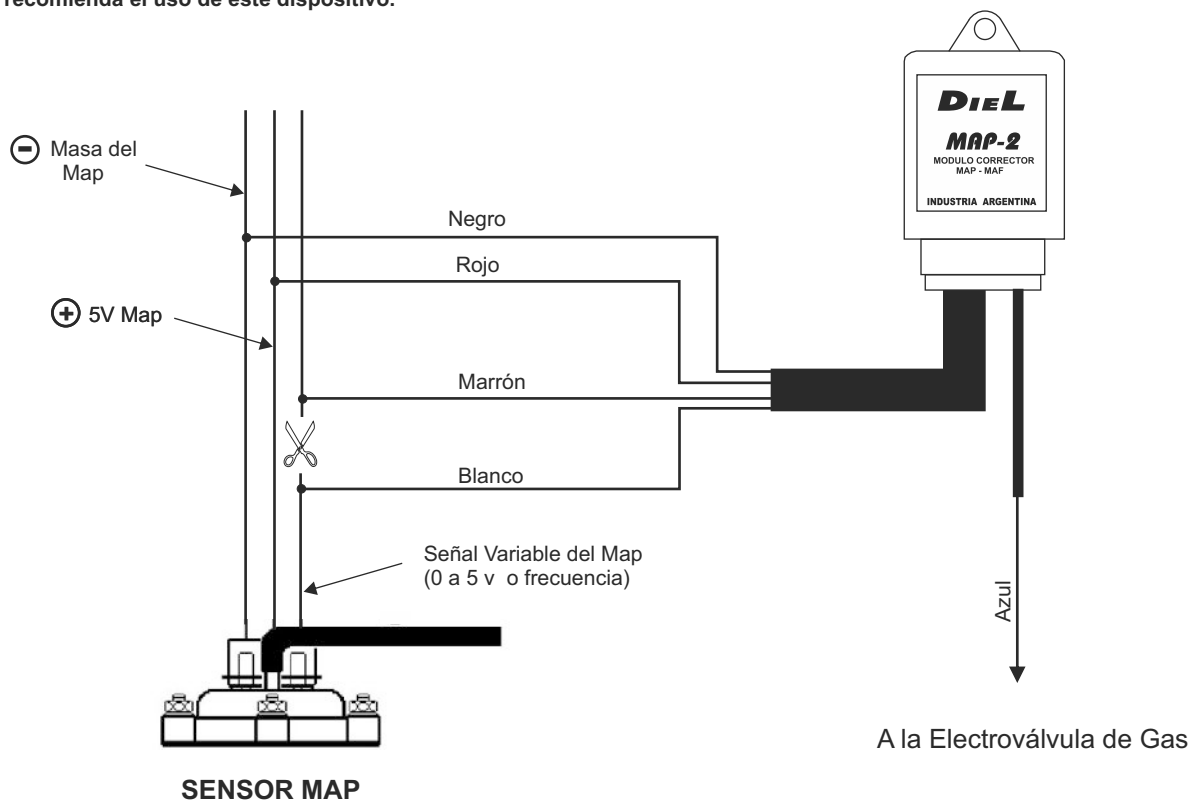 recomienda el uso de este dispositivo.
DIEL
MAP-2
MODULO CORRECTOR
MAP - MAF
INDUSTRIA ARGENTINA
Masa del
Map
Negro
Rojo
5V Map
Marrón
Blanco
Señal Variable del Map
(0 a 5 v o frecuencia)
Azul
A la Electroválvula de Gas
SENSOR MAP